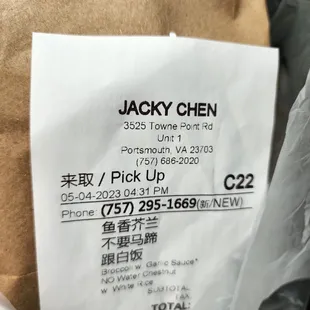 JACKY CHEN
3525 Towne Point Rd
Unit 1
Portsmouth, VA 23703
(757) 686-2020
来取 / Pick Up
C22
05-04-2023 04:31 PM
Phone: (757) 295-1669(新/NEW)
鱼香芥兰
不要马蹄
跟白饭
Broccoli w. Garlic Sauce*
NO Water Chestnut
w. White Rice
SUBTOTAL:
TAX:
TOTAL: